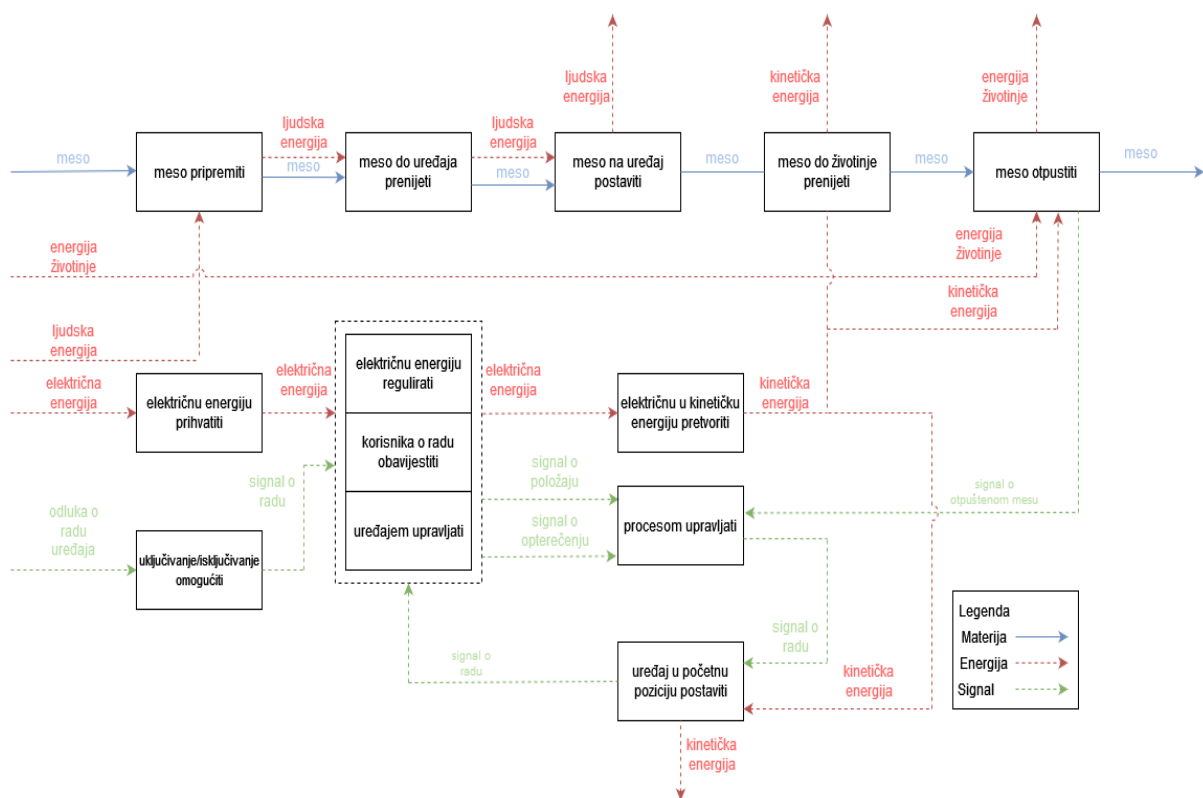 ljudska
energija
kinetička
energija
energija
životinje
ljudska
energija
ljudska
energija
meso
meso pripremiti
meso
meso do uređaja
prenijeti
meso
meso na uređaj
postaviti
meso
meso do životinje
prenijeti
meso
meso otpustiti
meso
energija
životinje
energija
životinje
kinetička
energija
ljudska
energija
električna
energija
električnu energiju
prihvatiti
električna
energija
električnu energiju
regulirati
korisnika o radu
obavijestiti
uređajem upravljati
električna
energija
električnu u kinetičku
energiju pretvoriti
kinetička
energija
odluka o
radu
uređaja
uključivanje/isključivanje
omogućiti
signal o
radu
signal o
položaju
signal o
opterečenju
procesom upravljati
signal o
otpuštenom mesu
signal o
radu
signal o
radu
uređaj u početnu
poziciju postaviti
kinetička
energija
kinetička
energija
Legenda
Materija
Energija
Signal